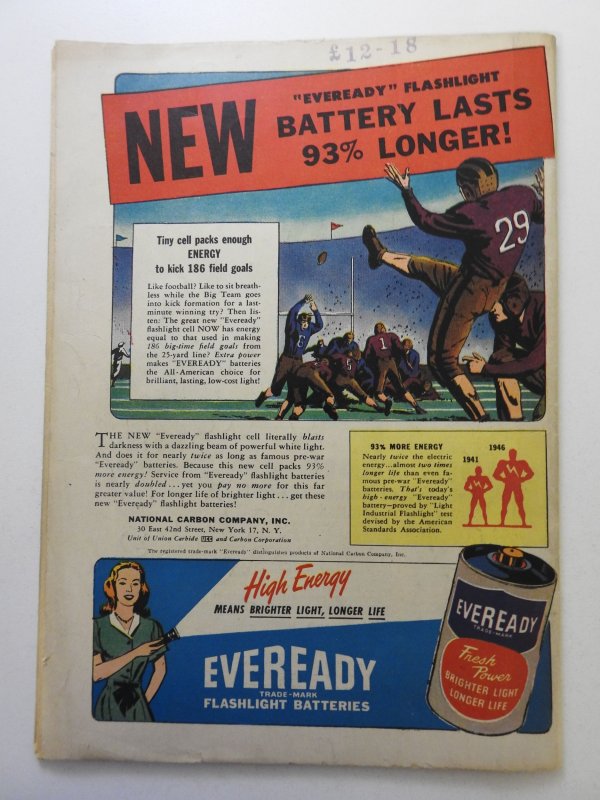 £12-18
NEW
"EVEREADY" FLASHLIGHT
BATTERY LASTS
93% LONGER!
29
Tiny cell packs enough
ENERGY
to kick 186 field goals
Like football? Like to sit breath-
less while the Big Team goes
into kick formation for a last-
minute winning try? Then lis-
ten: The great new "Eveready"
flashlight cell NOW has energy
equal to that used in making
186 big-time field goals from
the 25-yard line? Extra power
makes "EVEREADY" batteries
the All-American choice for
brilliant, lasting, low-cost light!
6
5
1
THE NEW "Eveready" flashlight cell literally blasts
darkness with a dazzling beam of powerful white light.
And does it for nearly twice as long as famous pre-war
"Eveready" batteries. Because this new cell packs 93%
more energy! Service from "Eveready" flashlight batteries
is nearly doubled...yet you pay no more for this far
greater value! For longer life of brighter light...get these
new "Eveready" flashlight batteries!
NATIONAL CARBON COMPANY, INC.
30 East 42nd Street, New York 17, N. Y.
Unit of Union Carbide UCC and Carbon Corporation
The registered trade-mark "Eveready" distinguishes products of National Carbon Company, Inc.
93% MORE ENERGY
Nearly twice the electric
energy...almost two times
longer life than even fa-
mous pre-war "Eveready"
batteries. That's today's
high-energy "Eveready"
battery—proved by "Light
Industrial Flashlight" test
devised by the American
Standards Association.
1941
1946
High Energy
MEANS BRIGHTER LIGHT, LONGER LIFE
EVEREADY
TRADE-MARK
FLASHLIGHT BATTERIES
EVEREADY
TRADE-MARK
Fresh
Power
BRIGHTER LIGHT
LONGER LIFE